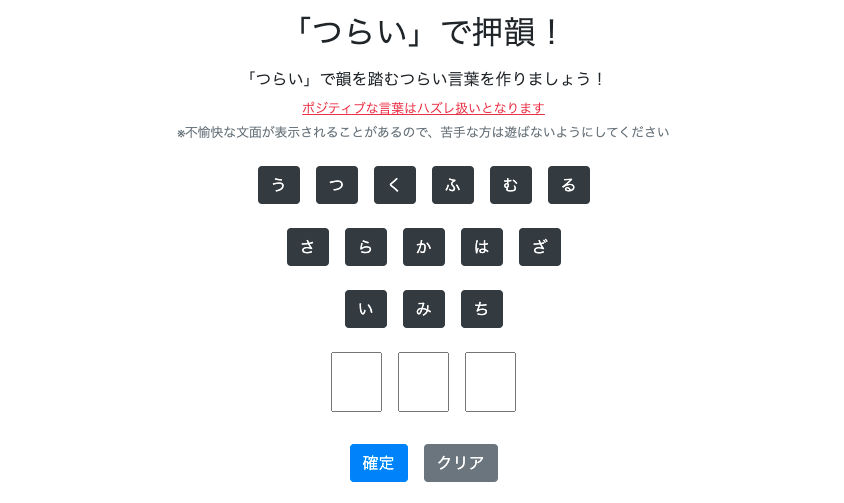 「つらい」で押韻！
「つらい」で韻を踏むつらい言葉を作りましょう！
ポジティブな言葉はハズレ扱いとなります
※不愉快な文面が表示されることがあるので、苦手な方は遊ばないようにしてください
う つ く ふ む る
さ ら か は ざ
い み ち
確定 クリア